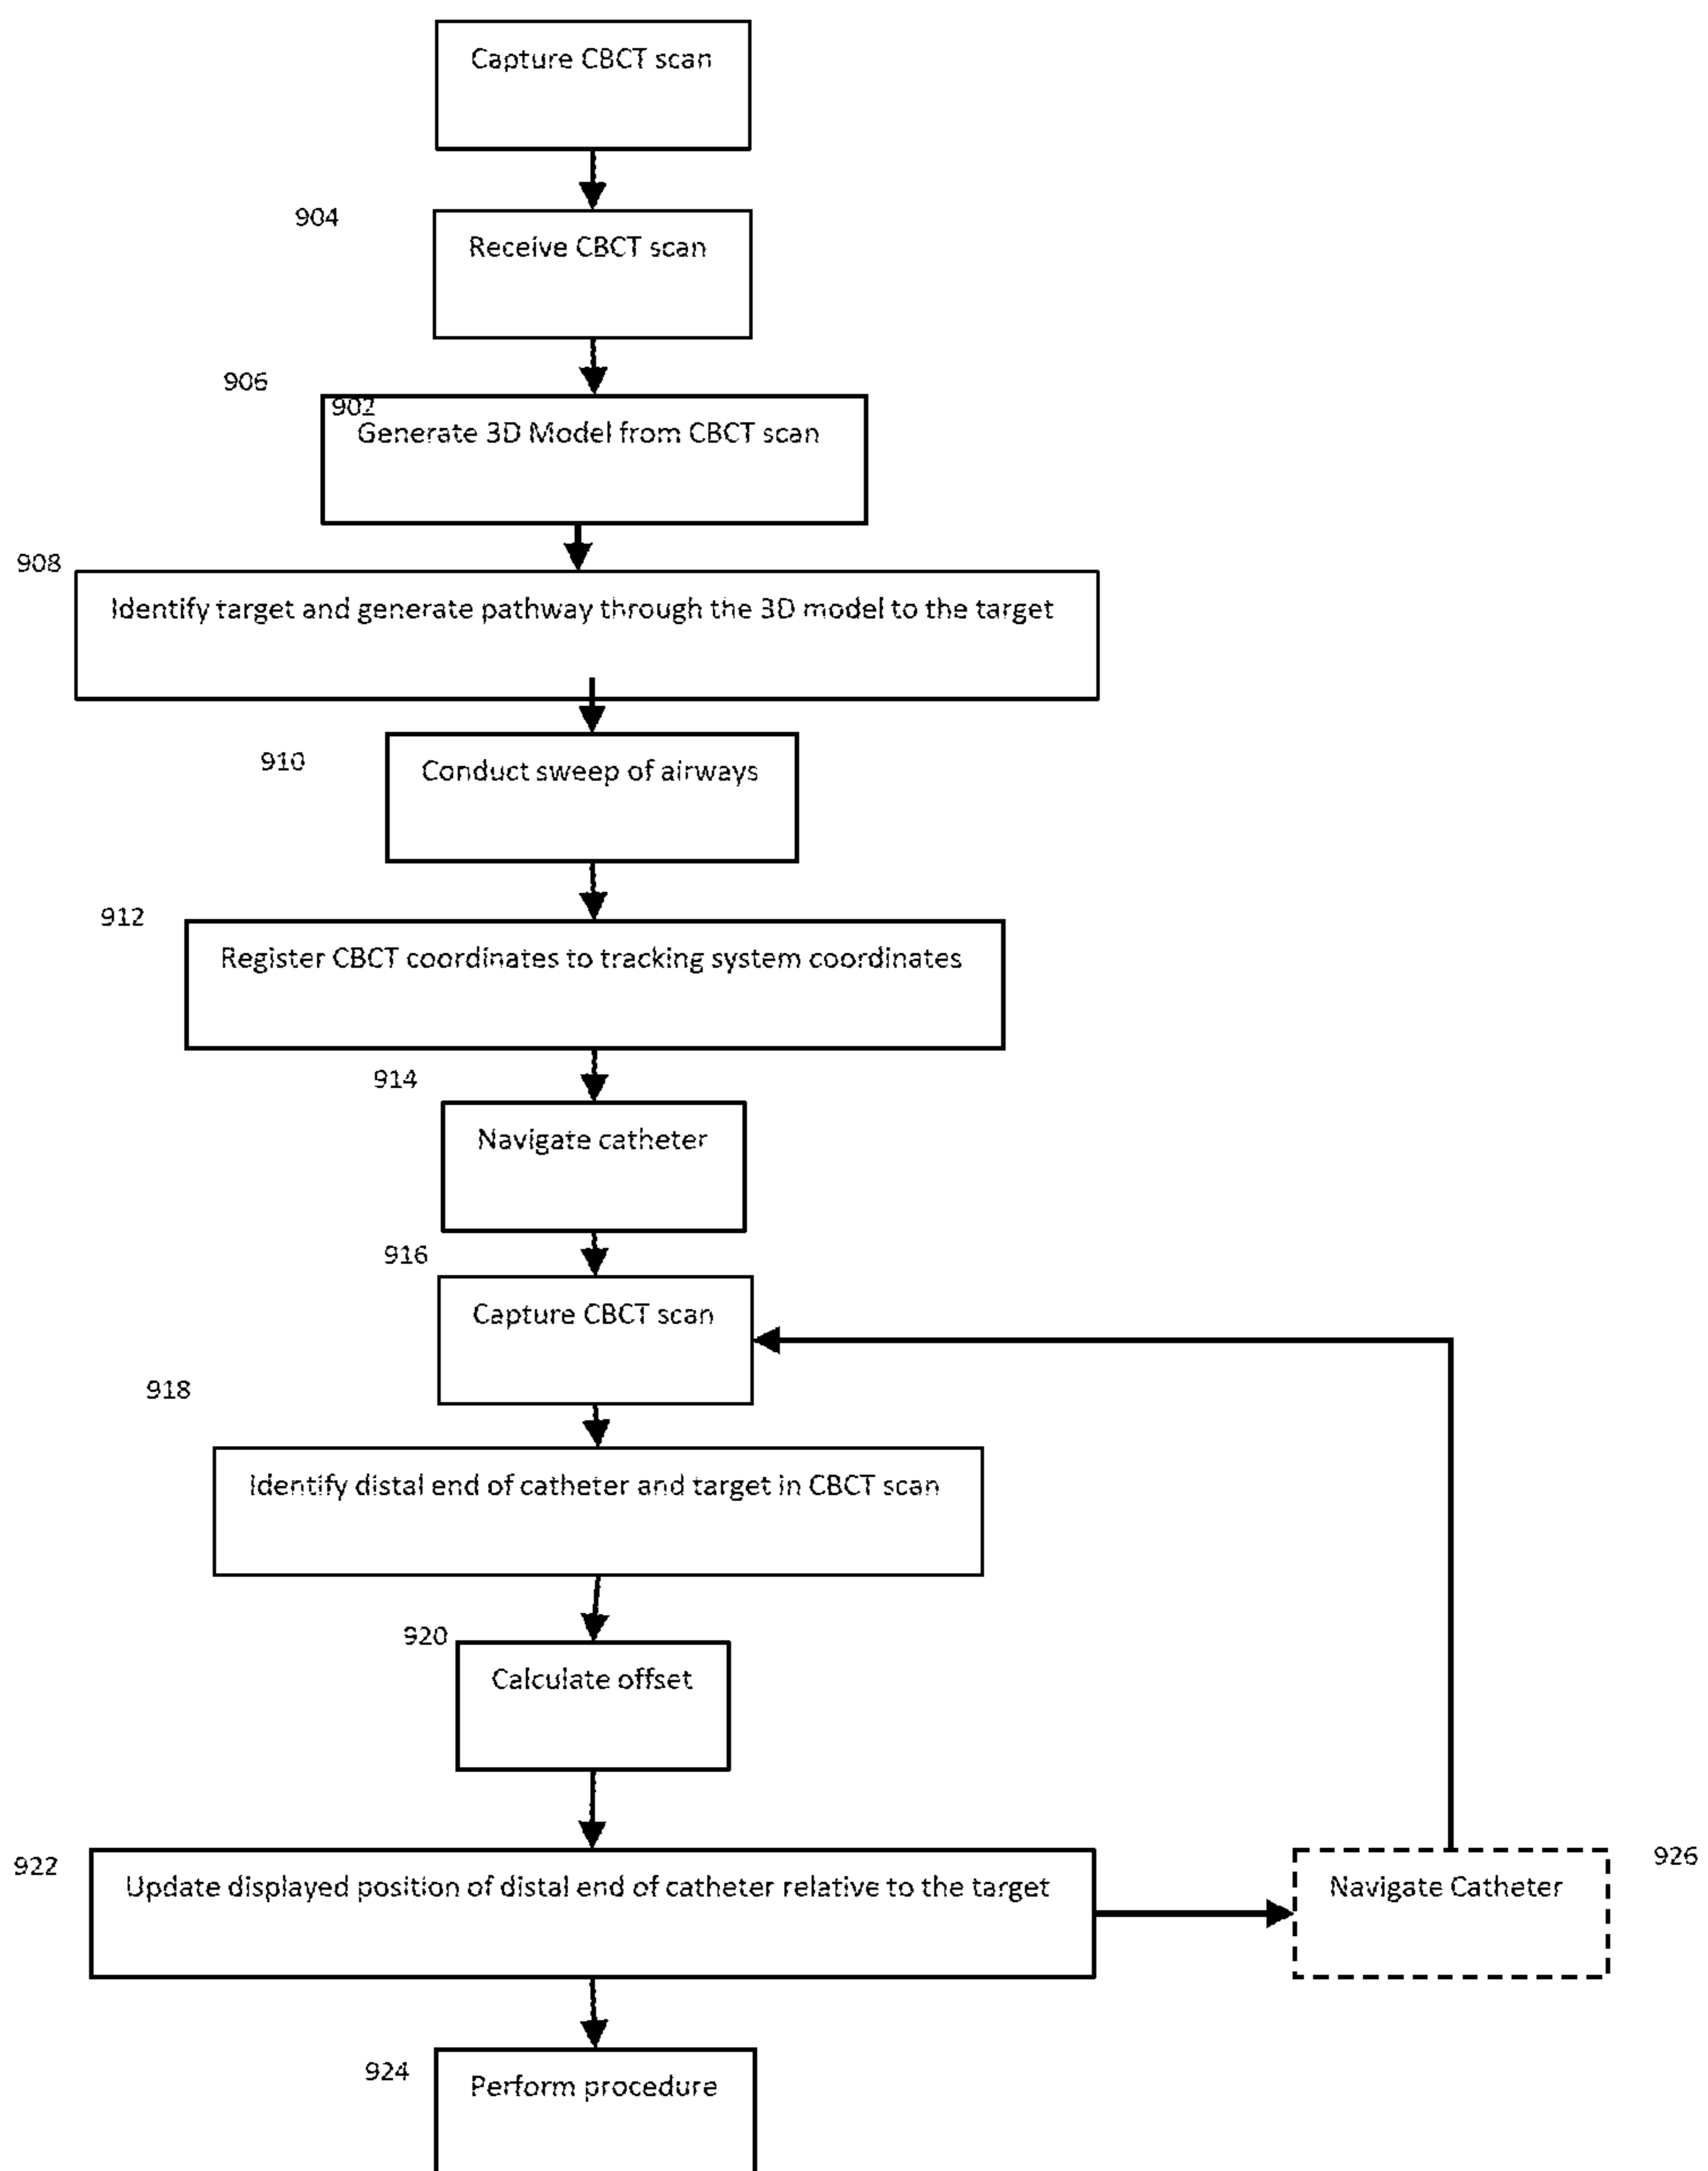 Capture CBCT scan
904
Receive CBCT scan
906
902
Generate 3D Model from CBCT scan
908
Identify target and generate pathway through the 3D model to the target
910
Conduct sweep of airways
912
Register CBCT coordinates to tracking system coordinates
914
Navigate catheter
916
Capture CBCT scan
918
Identify distal end of catheter and target in CBCT scan
920
Calculate offset
922
Update displayed position of distal end of catheter relative to the target
926
Navigate Catheter
924
Perform procedure